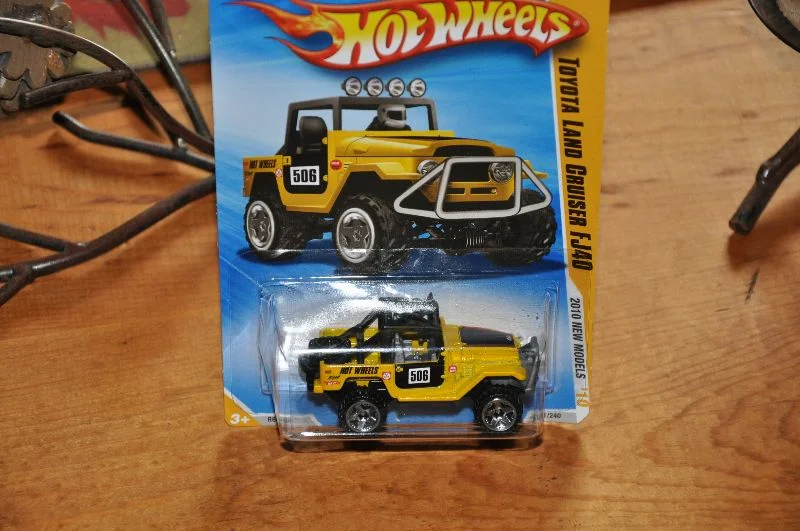 HOT WHEELS
TOYOTA LAND CRUISER FJ40
2010 NEW MODELS
HOT WHEELS
506
HOT WHEELS
506
3+
/240